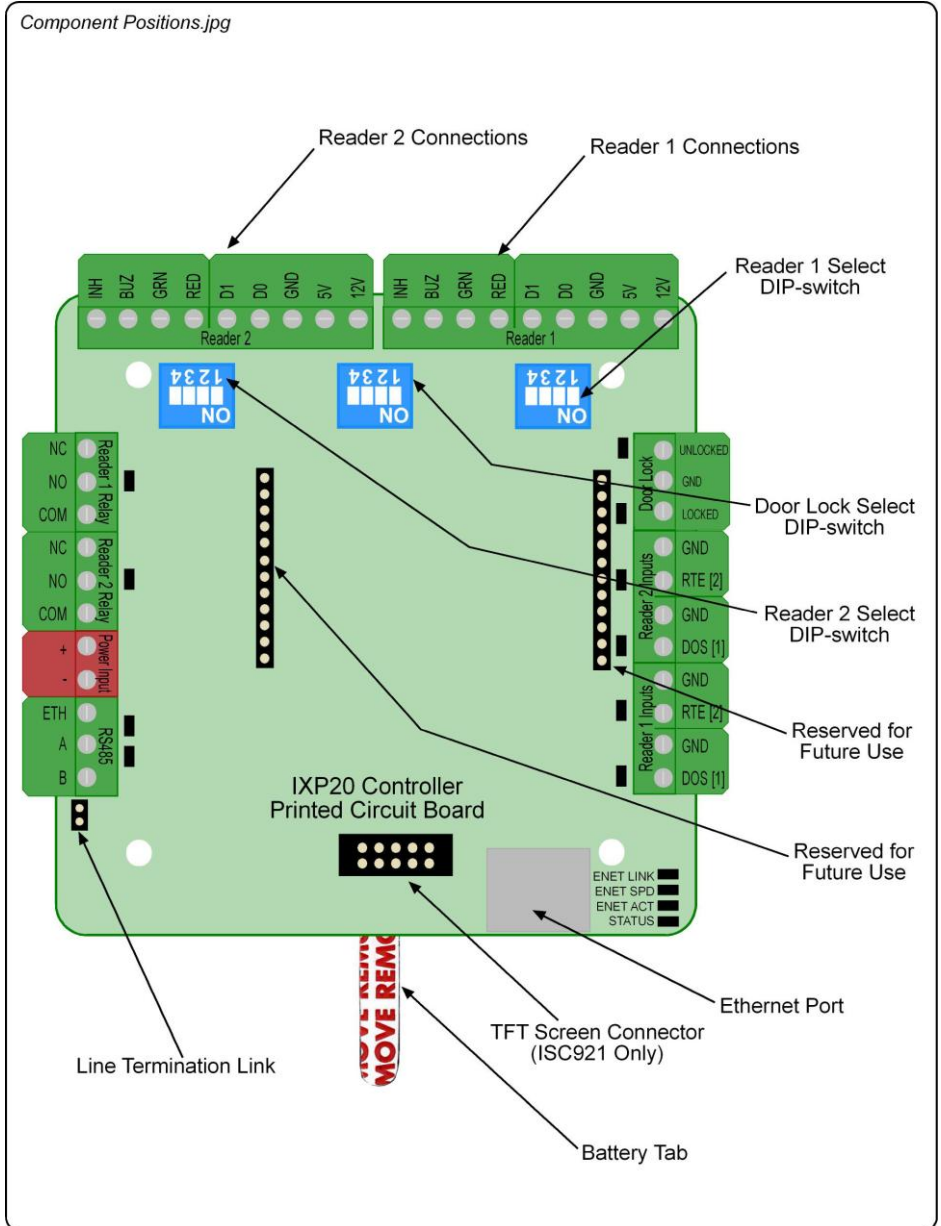 Component Positions.jpg
Reader 2 Connections
Reader 1 Connections
Reader 1 Select
DIP-switch
INH BUZ GRN RED D1 D0 GND 5V 12V
Reader 2
INH BUZ GRN RED D1 D0 GND 5V 12V
Reader 1
1234
ON
1234
ON
1234
ON
NC
NO
COM
Reader 1 Relay
NC
NO
COM
Reader 2 Relay
+
-
Power Input
ETH
A
B
RS485
UNLOCKED
GND
LOCKED
Door Lock
GND
RTE [2]
GND
DOS [1]
Reader 2 Inputs
GND
RTE [2]
GND
DOS [1]
Reader 1 Inputs
Door Lock Select
DIP-switch
Reader 2 Select
DIP-switch
Reserved for
Future Use
Reserved for
Future Use
IXP20 Controller
Printed Circuit Board
ENET LINK
ENET SPD
ENET ACT
STATUS
Ethernet Port
TFT Screen Connector
(ISC921 Only)
Line Termination Link
MOVE REMO
Battery Tab